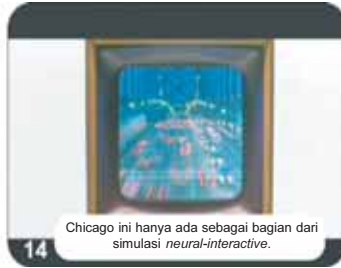 Chicago ini hanya ada sebagai bagian dari
simulasi neural-interactive.
14